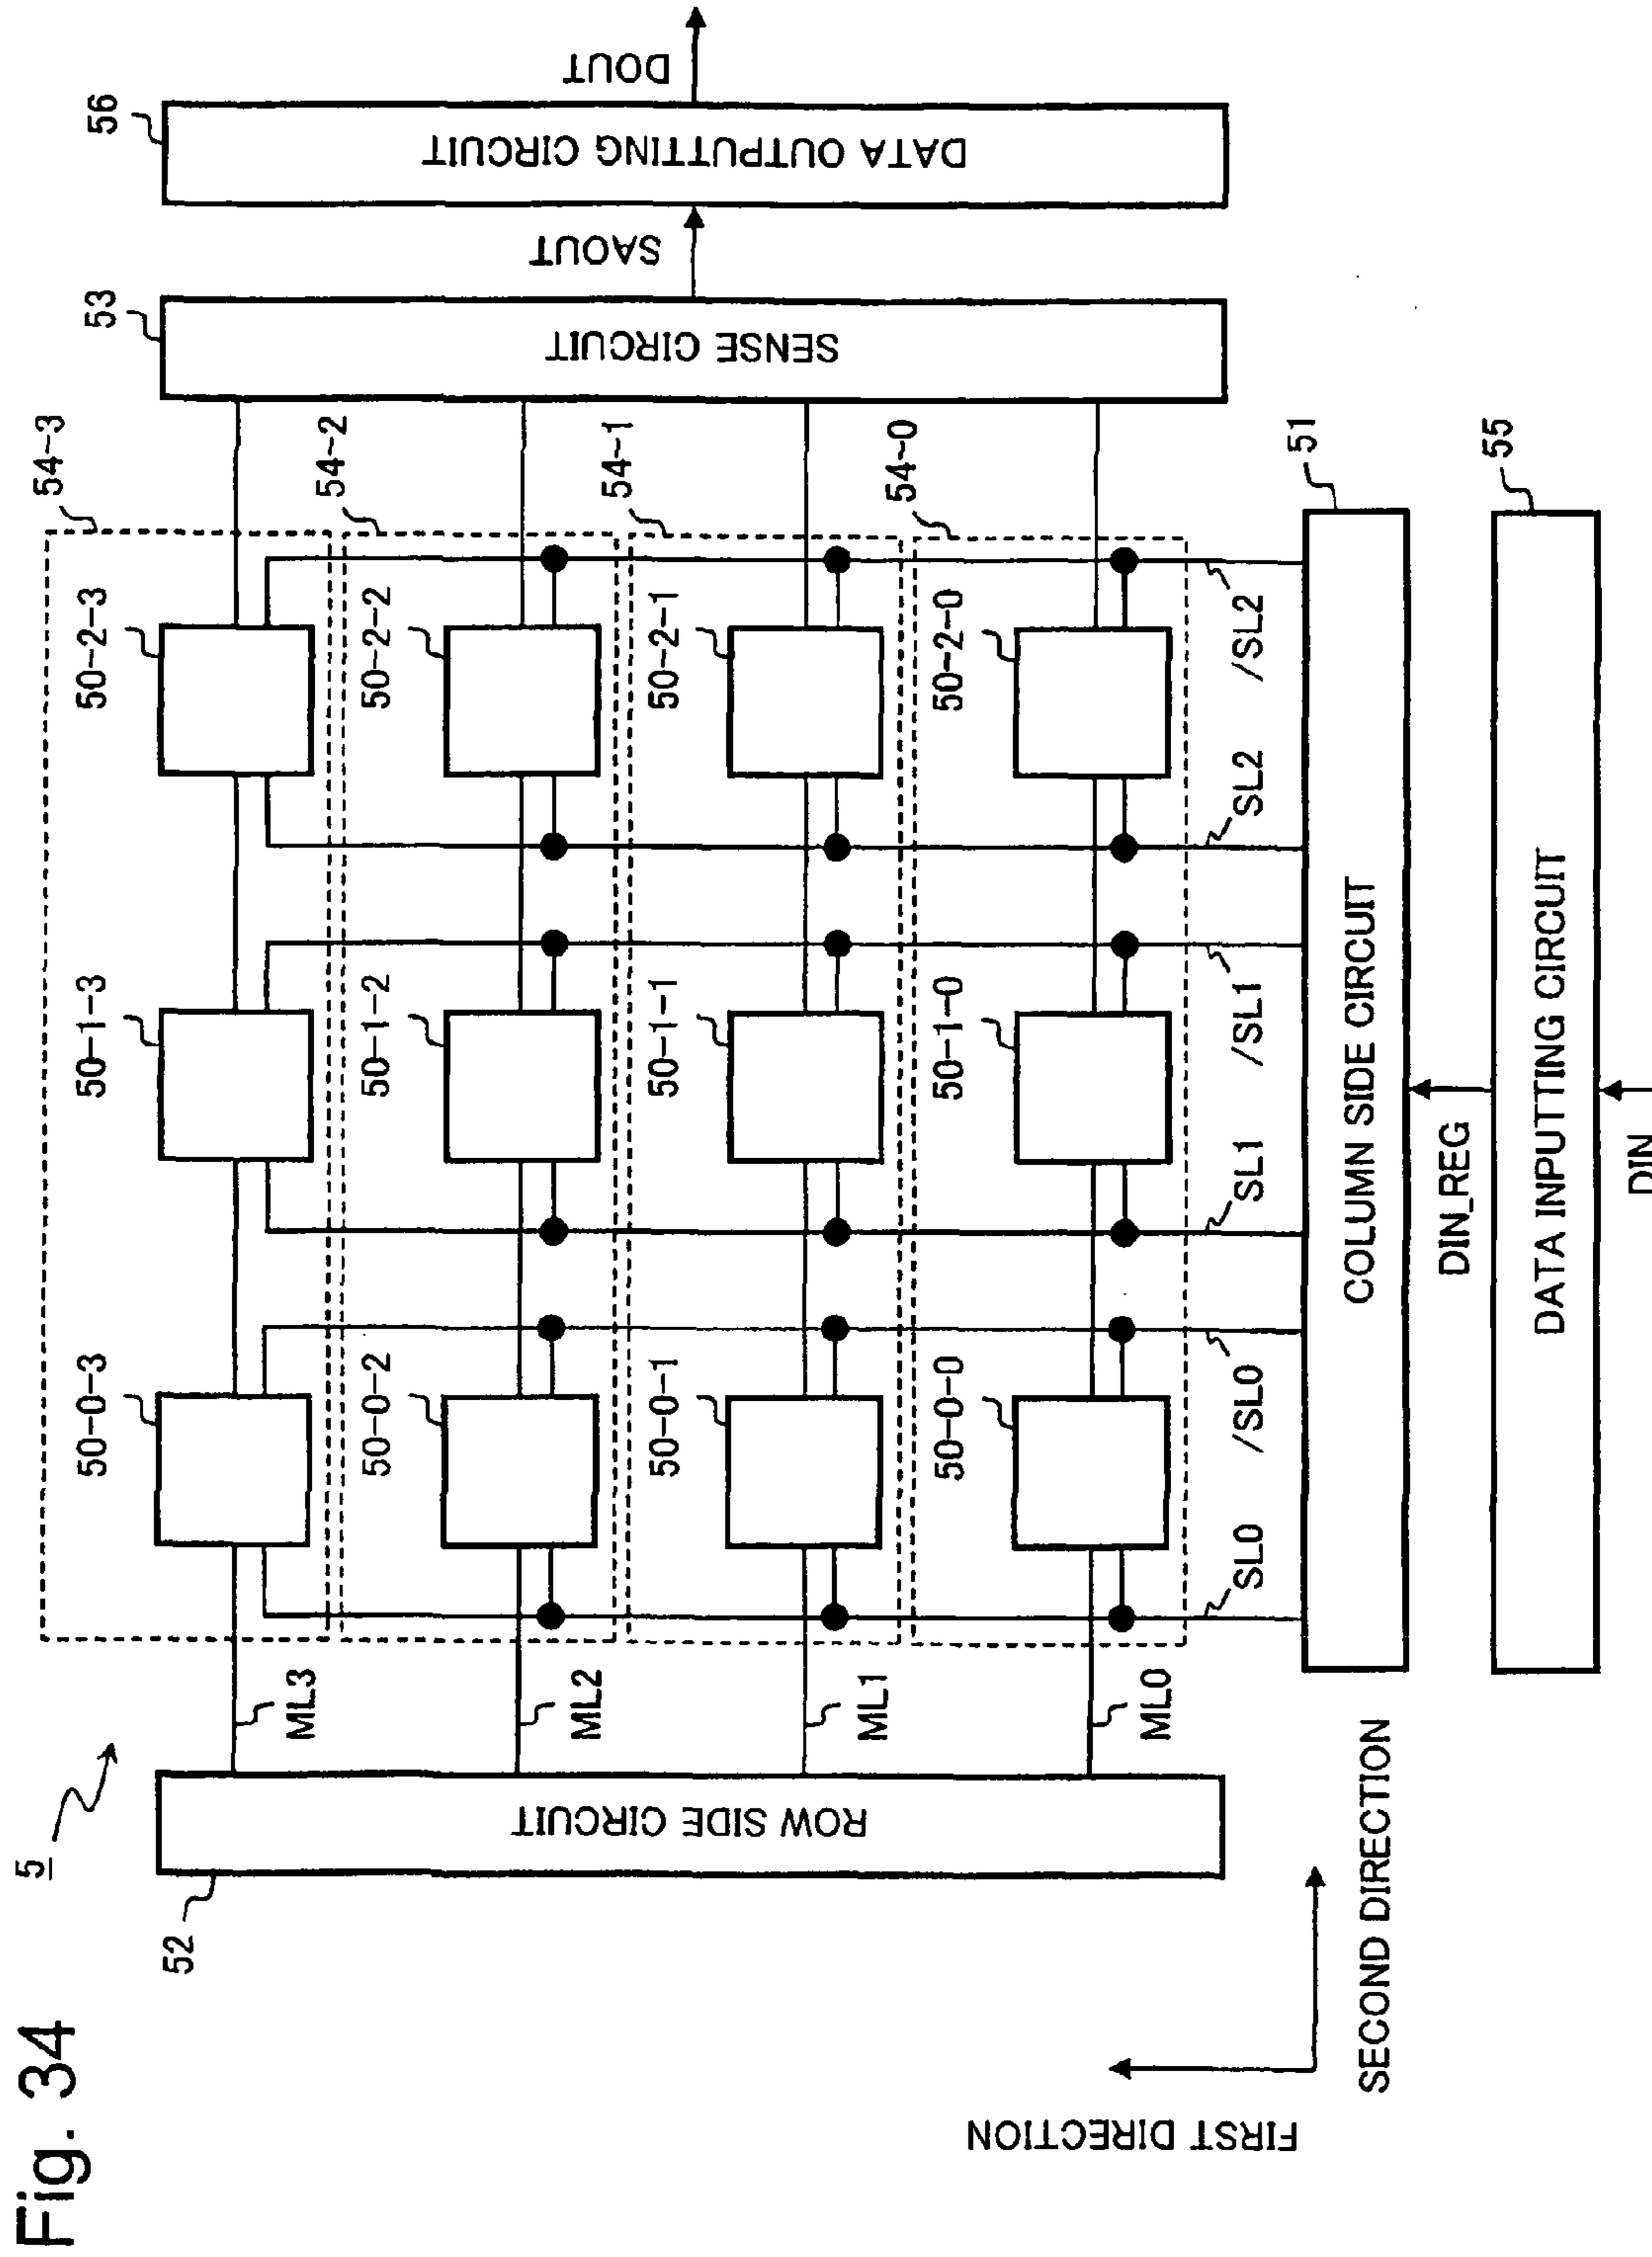 Fig. 34
5
52
ROW SIDE CIRCUIT
ML3
ML2
ML1
ML0
54-3
50-0-3
50-1-3
50-2-3
54-2
50-0-2
50-1-2
50-2-2
54-1
50-0-1
50-1-1
50-2-1
54-0
50-0-0
50-1-0
50-2-0
SL0
/SL0
SL1
/SL1
SL2
/SL2
53
SENSE CIRCUIT
SAOUT
56
DATA OUTPUTTING CIRCUIT
DOUT
51
COLUMN SIDE CIRCUIT
DIN_REG
55
DATA INPUTTING CIRCUIT
DIN
FIRST DIRECTION
SECOND DIRECTION